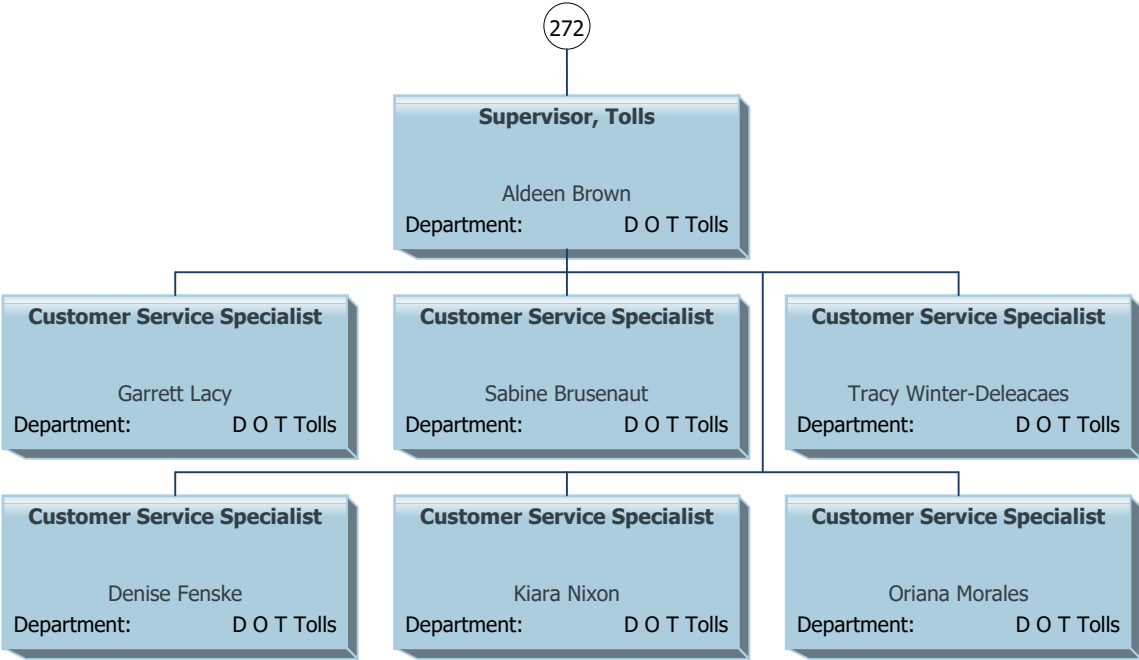 272
Supervisor, Tolls
Aldeen Brown
Department: D O T Tolls
Customer Service Specialist
Garrett Lacy
Department: D O T Tolls
Customer Service Specialist
Sabine Brusenaut
Department: D O T Tolls
Customer Service Specialist
Tracy Winter-Deleacaes
Department: D O T Tolls
Customer Service Specialist
Denise Fenske
Department: D O T Tolls
Customer Service Specialist
Kiara Nixon
Department: D O T Tolls
Customer Service Specialist
Oriana Morales
Department: D O T Tolls